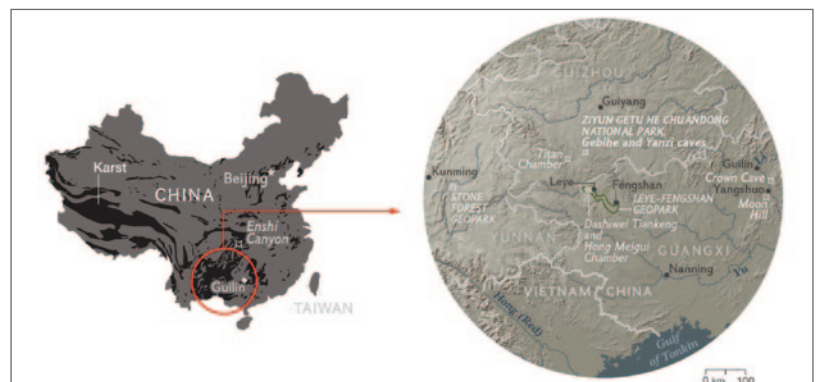 Karst
CHINA
Beijing
Enshi
Canyon
Guilin
TAIWAN
GUIZHOU
Guiyang
ZIYUN GETU HE CHUANDONG
NATIONAL PARK,
Gebihe and Yanzi caves
Titan
Chamber
Kunming
STONE
FOREST
GEOPARK
Leye
Fengshan
LEYE–FENGSHAN
GEOPARK
Dashiwei Tiankeng
and
Hong Meigui
Chamber
Guilin
Li
Crown Cave
Yangshuo
Moon
Hill
NNAN
GUANGXI
Nanning
Yu
VIETNAM
CHINA
Hong (Red)
Gulf
of Tonkin
0 km 100